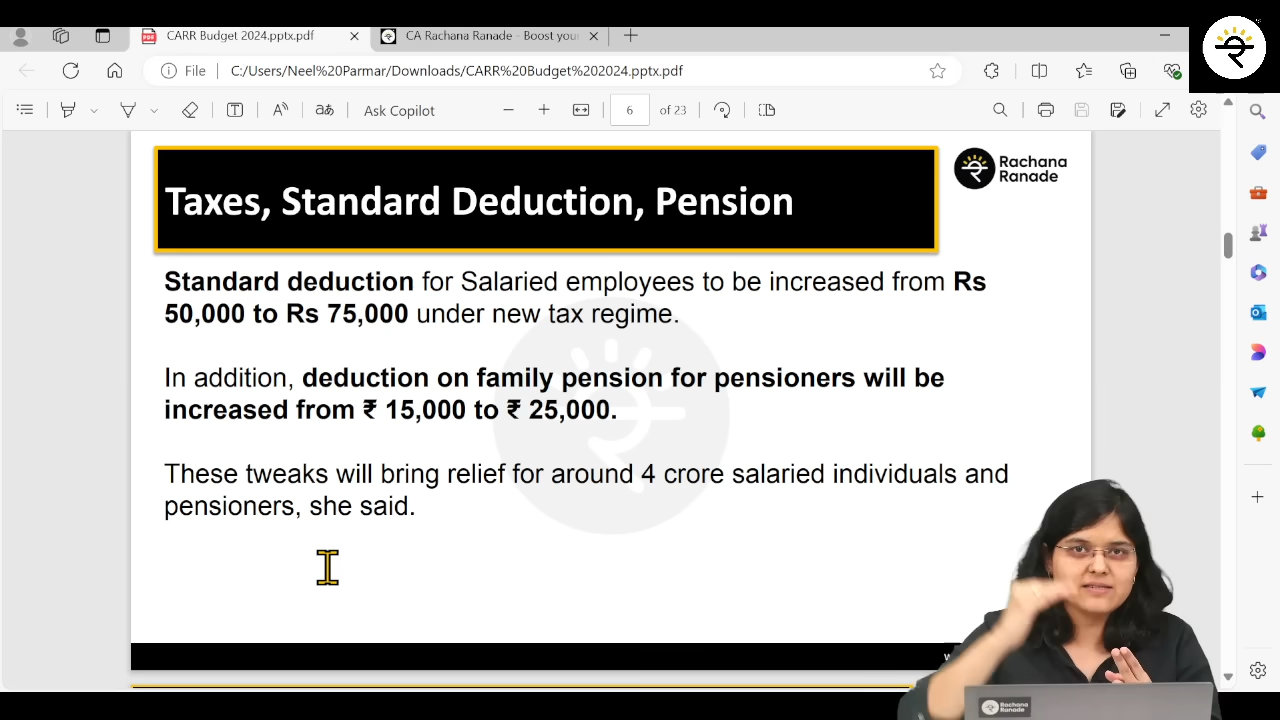 CARR Budget 2024.pptx.pdf
CA Rachana Ranade - Boost your
File
C:/Users/Neel%20Parmar/Downloads/CARR%20Budget%202024.pptx.pdf
Ask Copilot
6 of 23
Taxes, Standard Deduction, Pension
Rachana
Ranade
Standard deduction for Salaried employees to be increased from Rs
50,000 to Rs 75,000 under new tax regime.
In addition, deduction on family pension for pensioners will be
increased from ₹ 15,000 to ₹ 25,000.
These tweaks will bring relief for around 4 crore salaried individuals and
pensioners, she said.
Rachana
Ranade